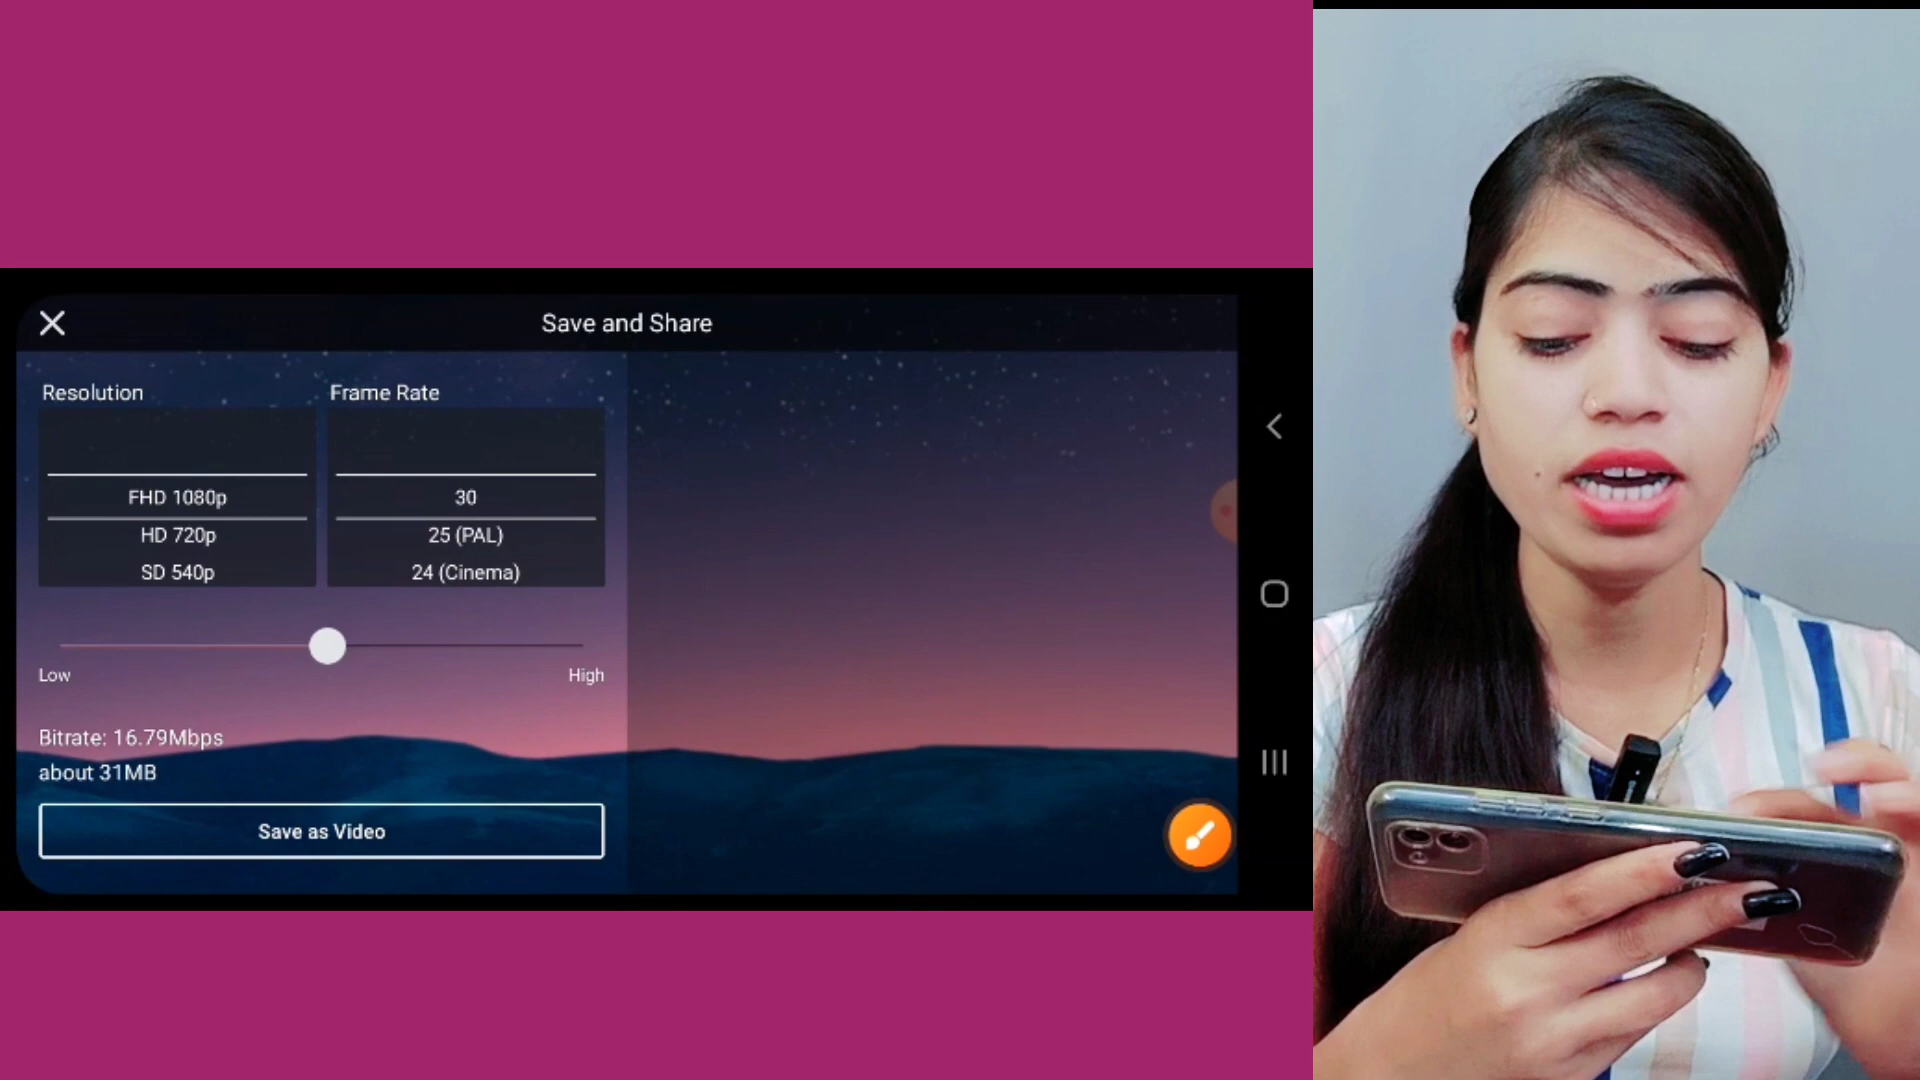 Save and Share
Resolution
Frame Rate
FHD 1080p
30
HD 720p
25 (PAL)
SD 540p
24 (Cinema)
Low
High
Bitrate: 16.79Mbps
about 31MB
Save as Video